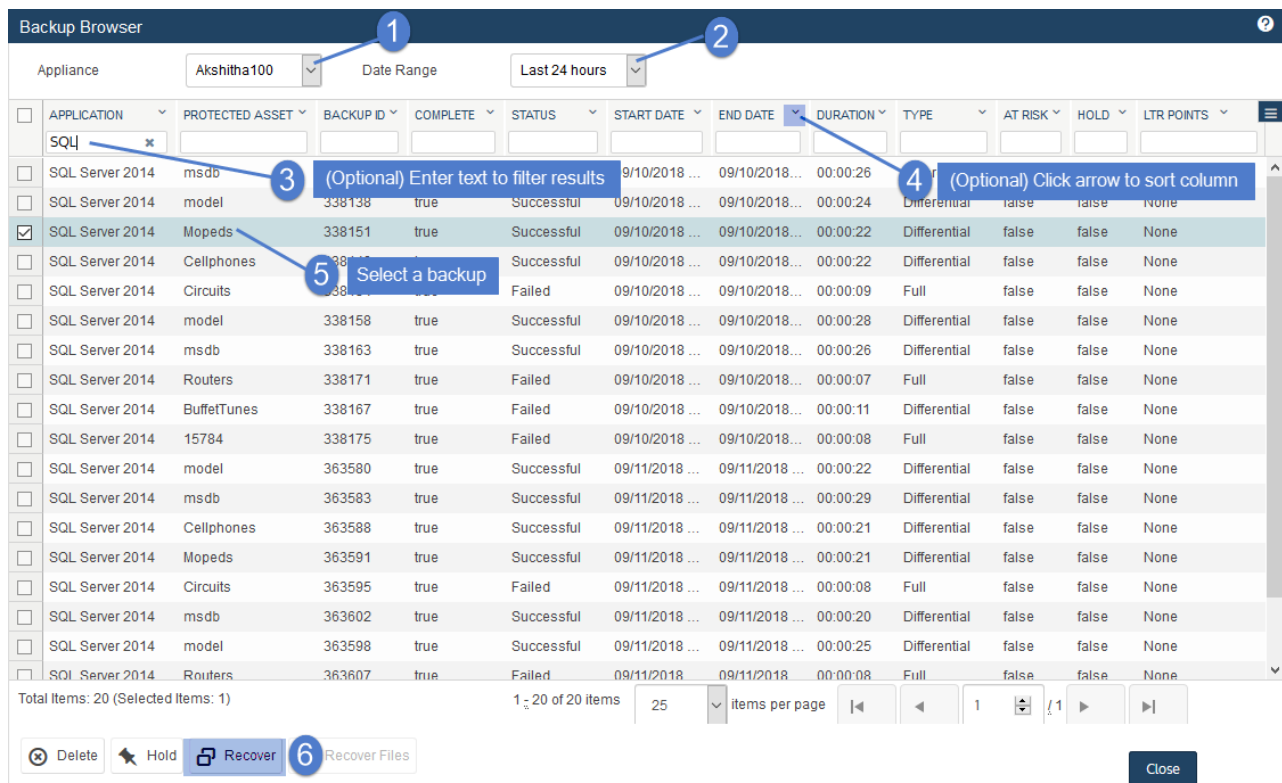 Backup Browser ?
1 2
Appliance Akshitha100 Date Range Last 24 hours
APPLICATION PROTECTED ASSET BACKUP ID COMPLETE STATUS START DATE END DATE DURATION TYPE AT RISK HOLD LTR POINTS
SQL
SQL Server 2014 msdb 09/10/2018 ... 09/10/2018... 00:00:26
3 (Optional) Enter text to filter results 4 (Optional) Click arrow to sort column
SQL Server 2014 model 338138 true Successful 09/10/2018 ... 09/10/2018... 00:00:24 Differential false false None
SQL Server 2014 Mopeds 338151 true Successful 09/10/2018 ... 09/10/2018... 00:00:22 Differential false false None
SQL Server 2014 Cellphones Successful 09/10/2018 ... 09/10/2018... 00:00:22 Differential false false None
5 Select a backup
SQL Server 2014 Circuits Failed 09/10/2018 ... 09/10/2018... 00:00:09 Full false false None
SQL Server 2014 model 338158 true Successful 09/10/2018 ... 09/10/2018... 00:00:28 Differential false false None
SQL Server 2014 msdb 338163 true Successful 09/10/2018 ... 09/10/2018... 00:00:26 Differential false false None
SQL Server 2014 Routers 338171 true Failed 09/10/2018 ... 09/10/2018... 00:00:07 Full false false None
SQL Server 2014 BuffetTunes 338167 true Failed 09/10/2018 ... 09/10/2018... 00:00:11 Differential false false None
SQL Server 2014 15784 338175 true Failed 09/10/2018 ... 09/10/2018... 00:00:08 Full false false None
SQL Server 2014 model 363580 true Successful 09/11/2018 ... 09/11/2018 ... 00:00:22 Differential false false None
SQL Server 2014 msdb 363583 true Successful 09/11/2018 ... 09/11/2018 ... 00:00:29 Differential false false None
SQL Server 2014 Cellphones 363588 true Successful 09/11/2018 ... 09/11/2018 ... 00:00:21 Differential false false None
SQL Server 2014 Mopeds 363591 true Successful 09/11/2018 ... 09/11/2018 ... 00:00:21 Differential false false None
SQL Server 2014 Circuits 363595 true Failed 09/11/2018 ... 09/11/2018 ... 00:00:08 Full false false None
SQL Server 2014 msdb 363602 true Successful 09/11/2018 ... 09/11/2018 ... 00:00:20 Differential false false None
SQL Server 2014 model 363598 true Successful 09/11/2018 ... 09/11/2018 ... 00:00:25 Differential false false None
SQL Server 2014 Routers 363607 true Failed 09/11/2018 09/11/2018 00:00:08 Full false false None
Total Items: 20 (Selected Items: 1) 1 - 20 of 20 items 25 items per page 1 / 1
Delete Hold Recover 6 Recover Files Close